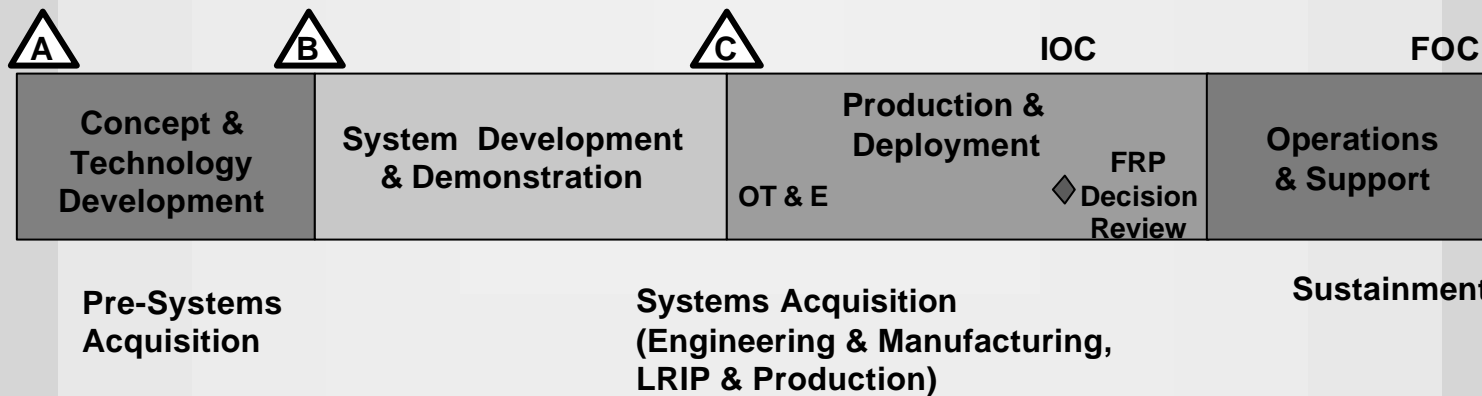 A
B
C
IOC
FOC
Concept &
Technology
Development
System Development
& Demonstration
Production &
Deployment
OT & E
FRP
Decision
Review
Operations
& Support
Pre-Systems
Acquisition
Systems Acquisition
(Engineering & Manufacturing,
LRIP & Production)
Sustainment